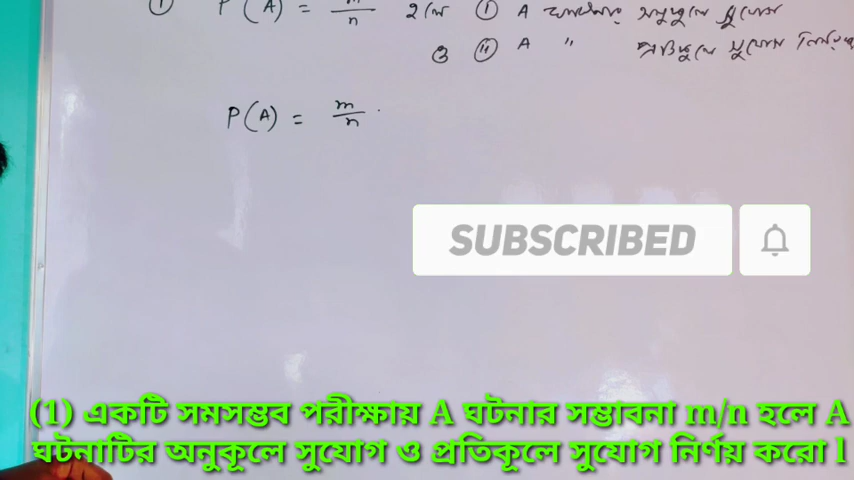 ① P(A) = m/n হলে ⓘ A ঘটনার অনুকূলে সুযোগ
ও ⓘⓘ A " প্রতিকূলে সুযোগ নির্ণয়
P(A) = m/n
SUBSCRIBED
(1) একটি সমসম্ভব পরীক্ষায় A ঘটনার সম্ভাবনা m/n হলে A
ঘটনাটির অনুকূলে সুযোগ ও প্রতিকূলে সুযোগ নির্ণয় করো l